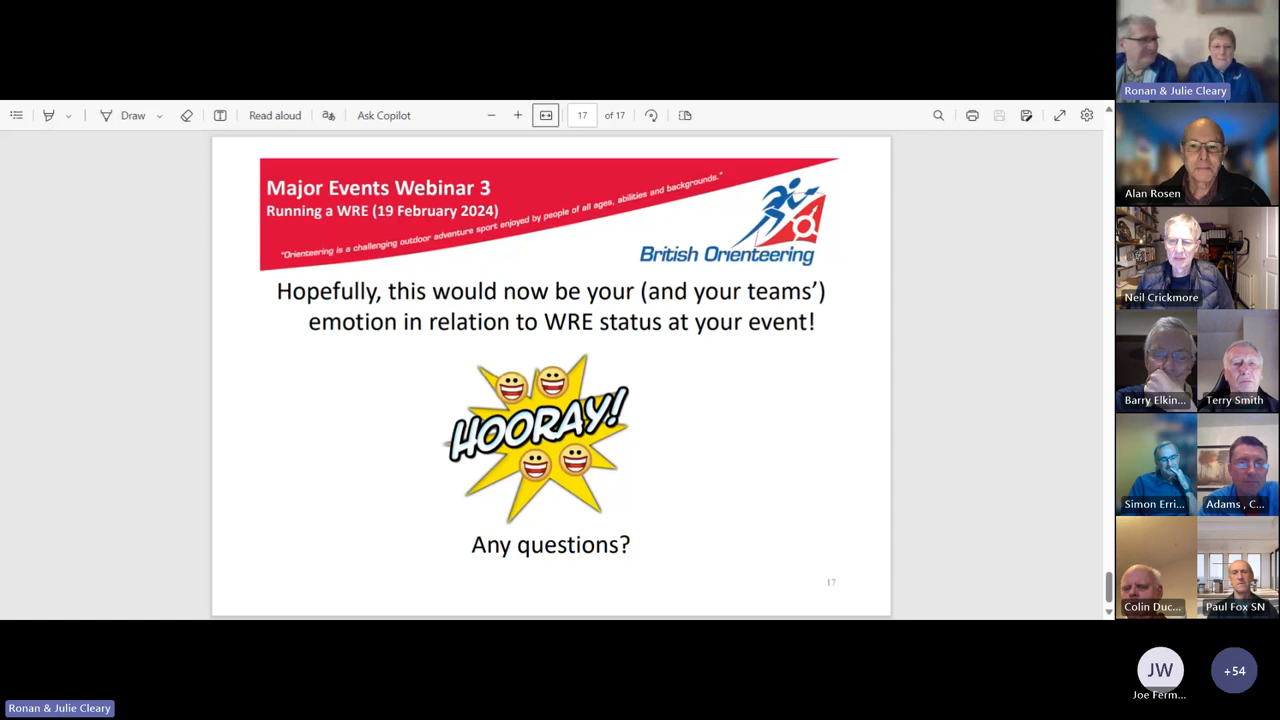 Draw
Read aloud
Ask Copilot
17
of 17
Major Events Webinar 3
Running a WRE (19 February 2024)
"Orienteering is a challenging outdoor adventure sport enjoyed by people of all ages, abilities and backgrounds."
British Orienteering
Hopefully, this would now be your (and your teams’)
emotion in relation to WRE status at your event!
HOORAY!
Any questions?
17
Ronan & Julie Cleary
Alan Rosen
Neil Crickmore
Barry Elkin...
Terry Smith
Simon Erri...
Adams , C...
Colin Duc...
Paul Fox SN
JW
+54
Joe Ferm...
Ronan & Julie Cleary